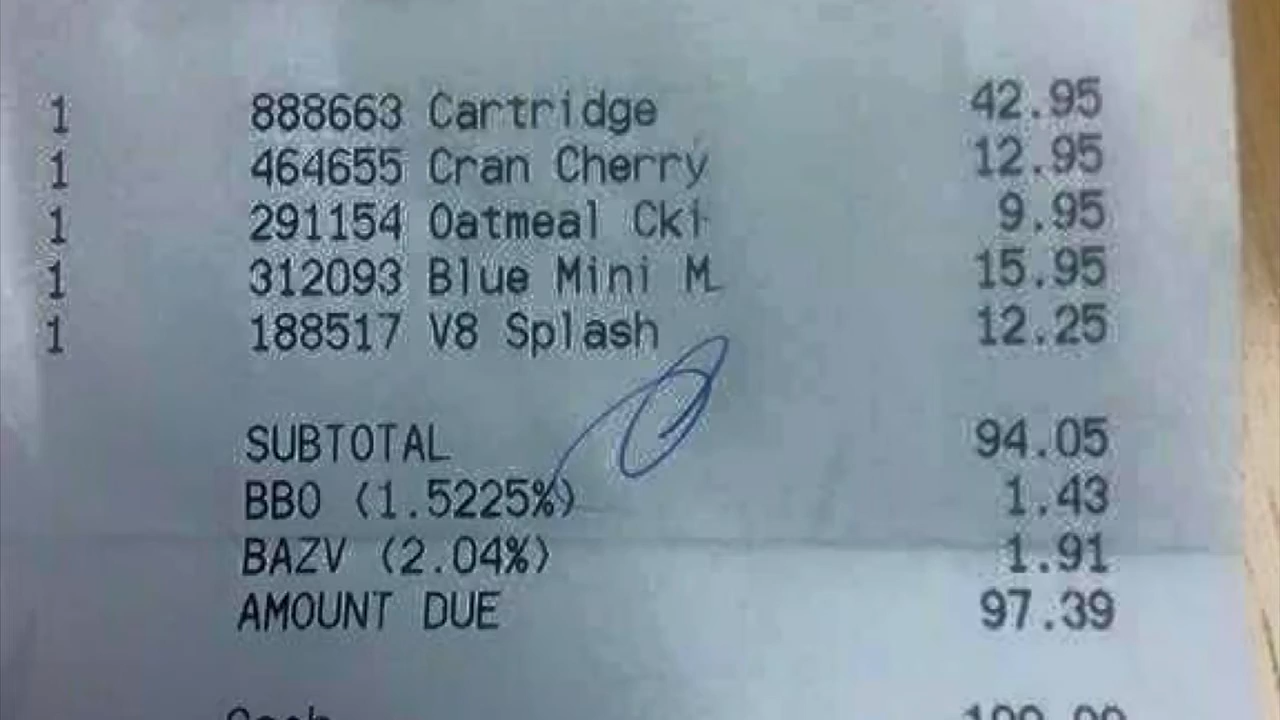 1 888663 Cartridge 42.95
1 464655 Cran Cherry 12.95
1 291154 Oatmeal Cki 9.95
1 312093 Blue Mini M 15.95
1 188517 V8 Splash 12.25
SUBTOTAL 94.05
BBO (1.5225%) 1.43
BAZV (2.04%) 1.91
AMOUNT DUE 97.39
Cash